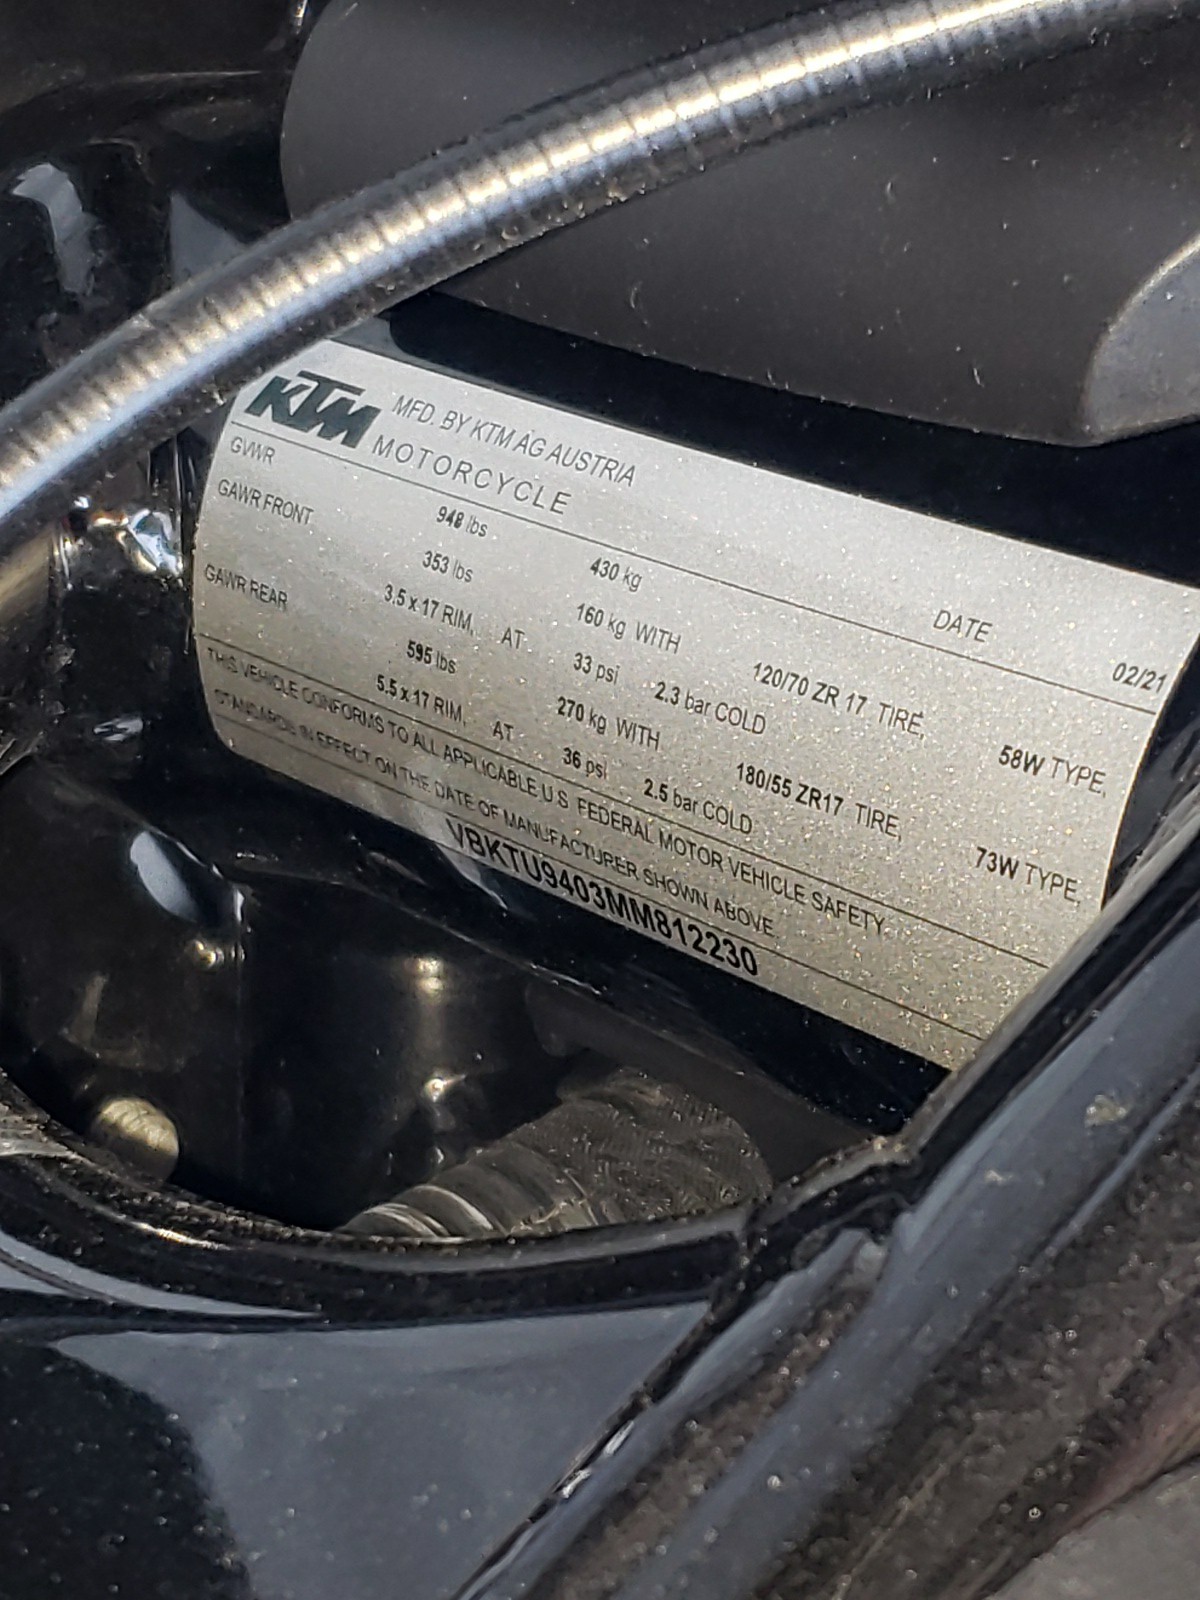 KTM MFD. BY KTM AG AUSTRIA
MOTORCYCLE DATE 02/21
GVWR 948 lbs 430 kg
GAWR FRONT 353 lbs 160 kg WITH 120/70 ZR 17 TIRE, 58W TYPE,
3.5 x 17 RIM, AT 33 psi 2.3 bar COLD
GAWR REAR 595 lbs 270 kg WITH 180/55 ZR17 TIRE, 73W TYPE,
5.5 x 17 RIM, AT 36 psi 2.5 bar COLD
THIS VEHICLE CONFORMS TO ALL APPLICABLE U.S. FEDERAL MOTOR VEHICLE SAFETY
STANDARDS IN EFFECT ON THE DATE OF MANUFACTURER SHOWN ABOVE
VBKTU9403MM812230